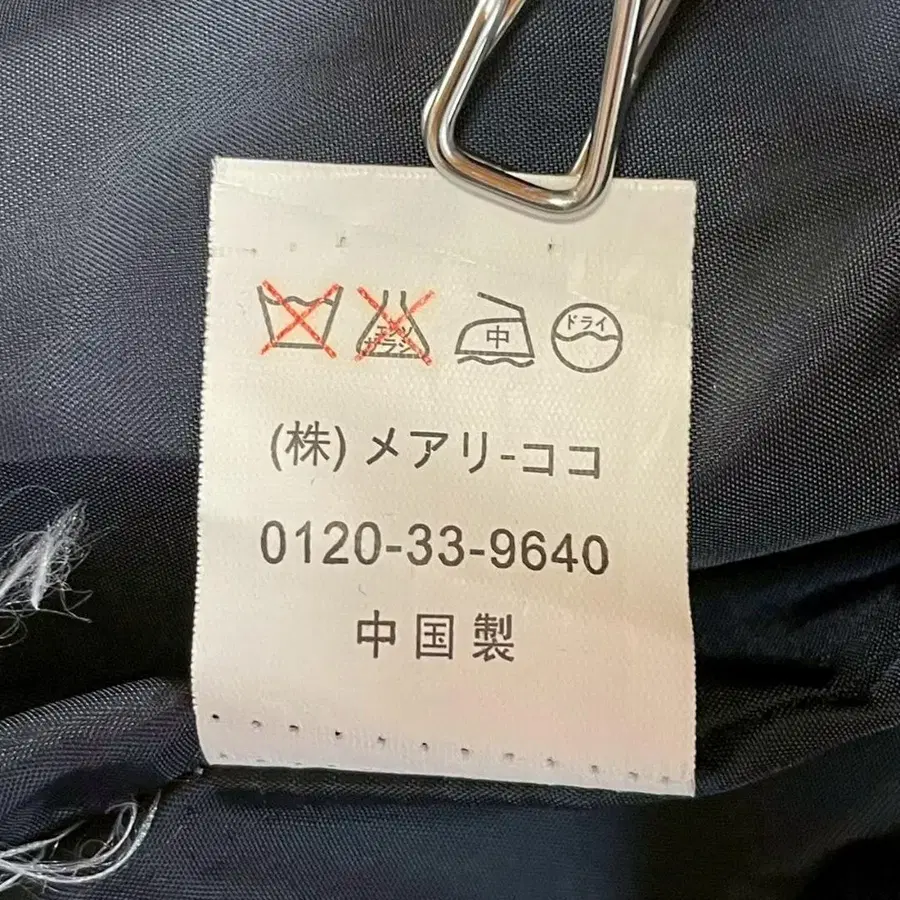 エンソ
サラシ
中
ドライ
(株) メアリ-ココ
0120-33-9640
中国製